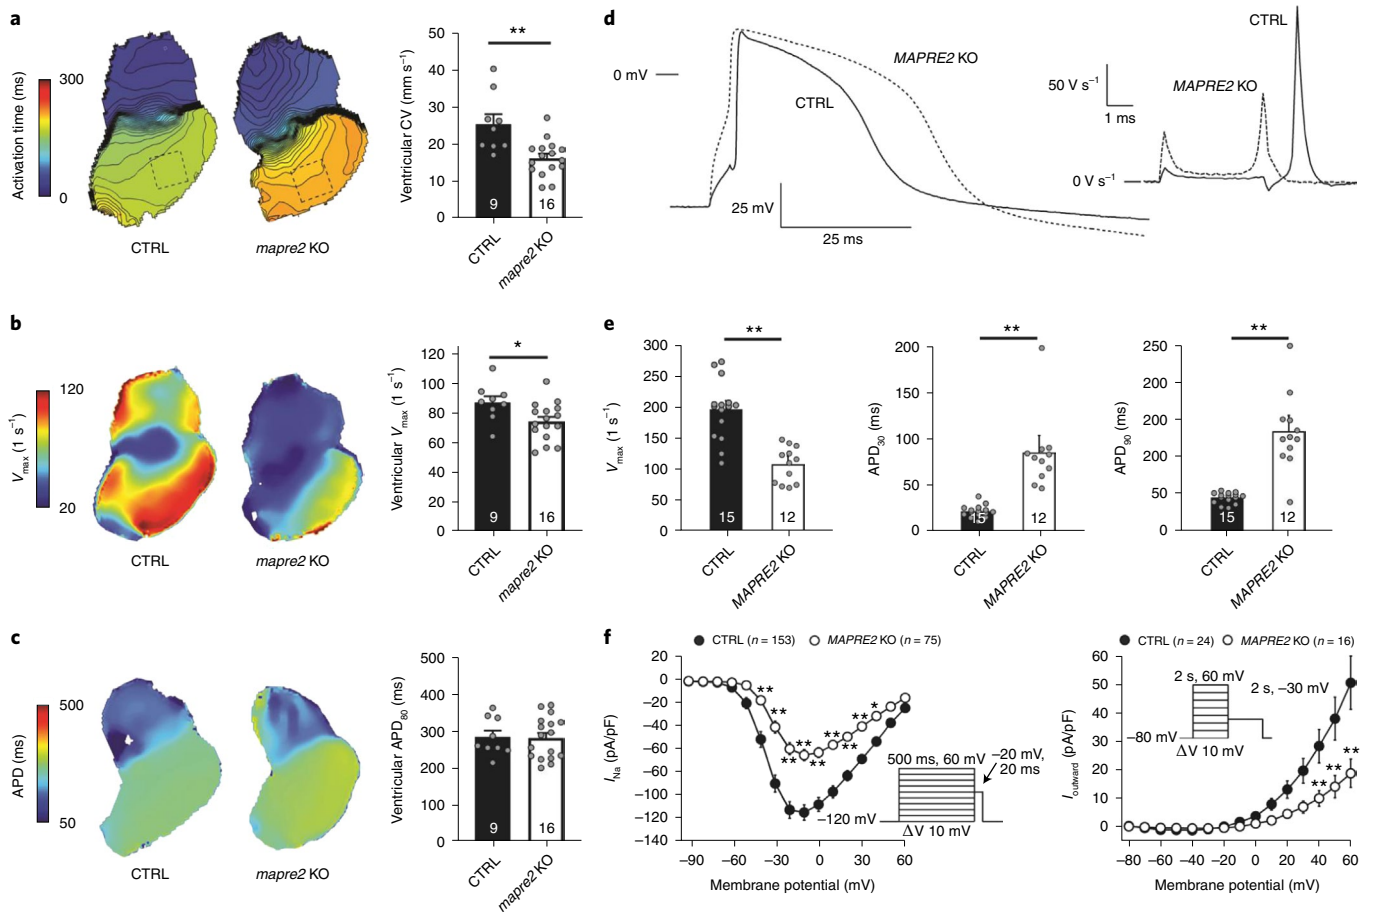 a
Activation time (ms)
300
0
CTRL
mapre2 KO
Ventricular CV (mm s⁻¹)
50
40
30
20
10
0
**
9
16
CTRL
mapre2 KO
b
Vmax (1 s⁻¹)
120
20
CTRL
mapre2 KO
Ventricular Vmax (1 s⁻¹)
120
100
80
60
40
20
0
*
9
16
CTRL
mapre2 KO
c
APD (ms)
500
50
CTRL
mapre2 KO
Ventricular APD80 (ms)
500
400
300
200
100
0
9
16
CTRL
mapre2 KO
d
0 mV
MAPRE2 KO
CTRL
25 mV
25 ms
CTRL
50 V s⁻¹
1 ms
MAPRE2 KO
0 V s⁻¹
e
Vmax (1 s⁻¹)
300
250
300
200
150
100
50
0
**
15
12
CTRL
MAPRE2 KO
APD30 (ms)
200
150
100
50
0
**
15
12
CTRL
MAPRE2 KO
APD90 (ms)
250
200
200
200
50
0
**
15
12
CTRL
MAPRE2 KO
f
CTRL (n = 153)
MAPRE2 KO (n = 75)
INa (pA/pF)
20
0
−20
−40
−60
−80
−100
−120
−140
−90
−60
−30
0
30
60
Membrane potential (mV)
**
**
**
**
**
**
**
*
500 ms, 60 mV
−20 mV,
20 ms
−120 mV
ΔV 10 mV
CTRL (n = 24)
MAPRE2 KO (n = 16)
Ioutward (pA/pF)
60
50
40
30
20
10
0
−80
−60
−40
−20
0
20
40
60
Membrane potential (mV)
2 s, 60 mV
2 s, −30 mV
−80 mV
ΔV 10 mV
**
**
**